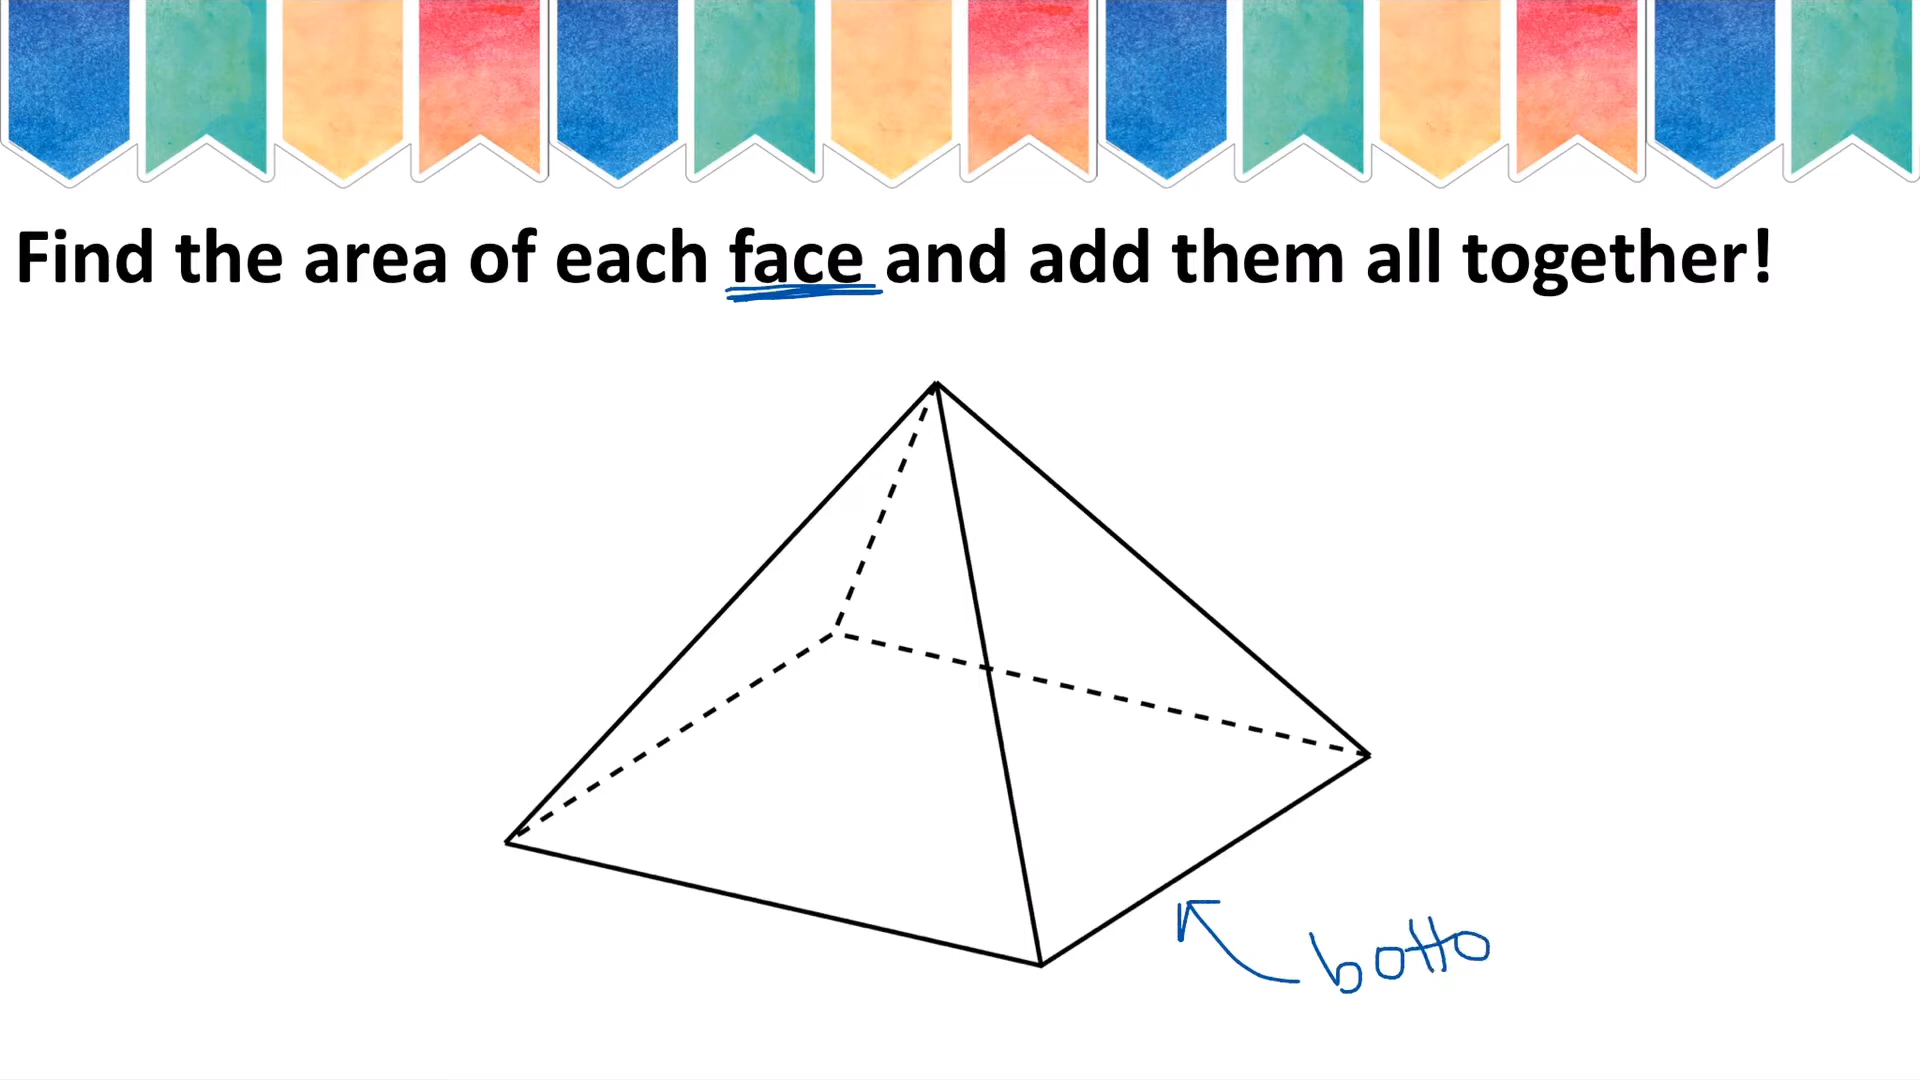 Find the area of each face and add them all together!
botto